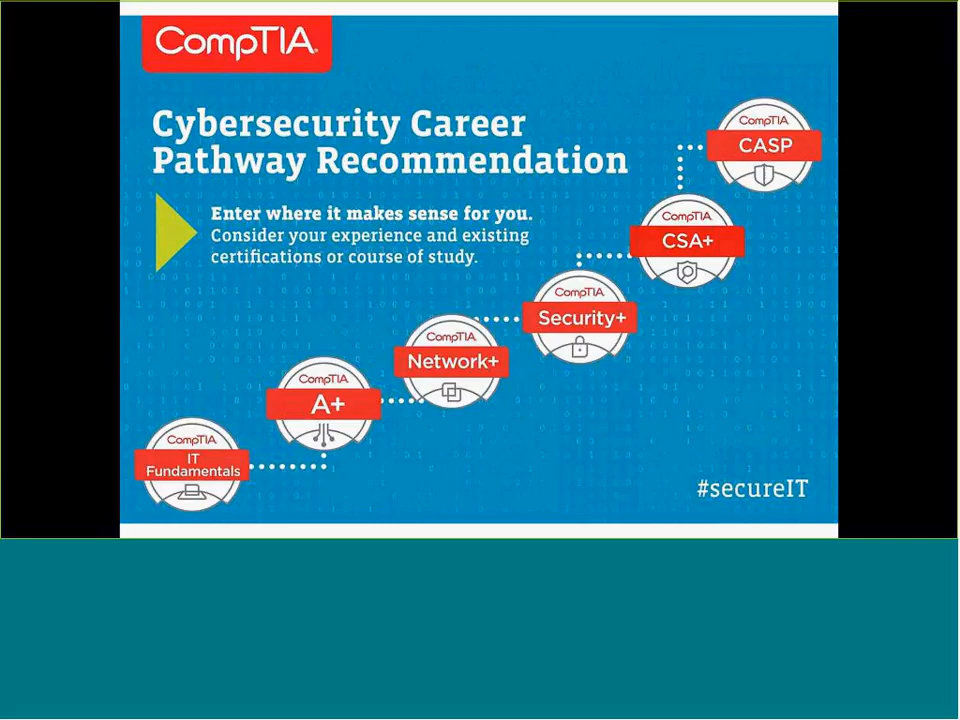 CompTIA.
Cybersecurity Career
Pathway Recommendation
Enter where it makes sense for you.
Consider your experience and existing
certifications or course of study.
CompTIA
CASP
CompTIA
CSA+
CompTIA
Security+
CompTIA
Network+
CompTIA
A+
CompTIA
IT
Fundamentals
#secureIT